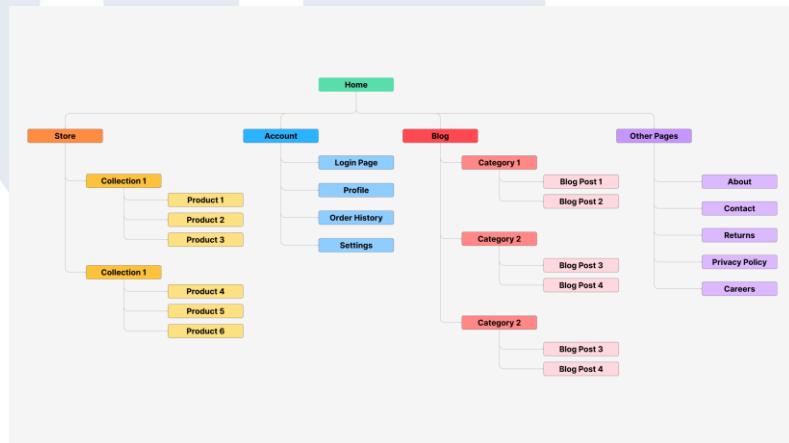 Home
Store
Account
Blog
Other Pages
Collection 1
Product 1
Product 2
Product 3
Collection 1
Product 4
Product 5
Product 6
Login Page
Profile
Order History
Settings
Category 1
Blog Post 1
Blog Post 2
Category 2
Blog Post 3
Blog Post 4
Category 2
Blog Post 3
Blog Post 4
About
Contact
Returns
Privacy Policy
Careers